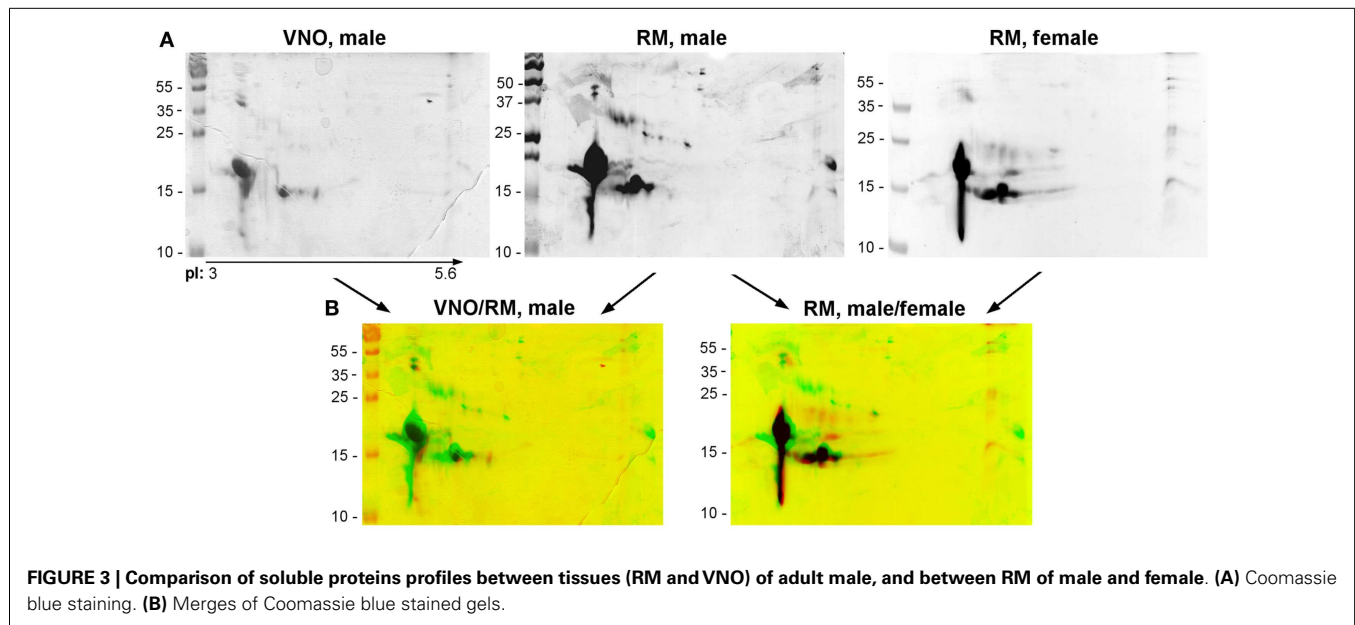 A
VNO, male
RM, male
RM, female
55 -
35 -
25 -
15 -
10 -
50 -
37 -
25 -
20 -
15 -
10 -
55 -
35 -
25 -
15 -
10 -
pI: 3
5.6
B
VNO/RM, male
RM, male/female
55 -
35 -
25 -
15 -
10 -
55 -
35 -
25 -
15 -
10 -
FIGURE 3 | Comparison of soluble proteins profiles between tissues (RM and VNO) of adult male, and between RM of male and female. (A) Coomassie
blue staining. (B) Merges of Coomassie blue stained gels.